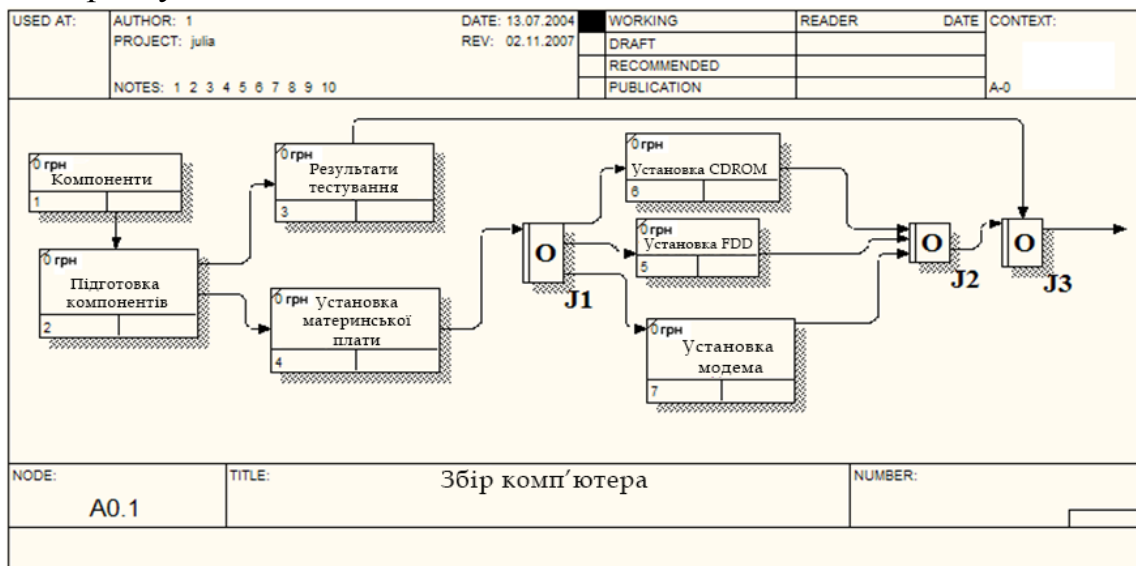 USED AT:
AUTHOR: 1
DATE: 13.07.2004
WORKING
READER
DATE
CONTEXT:
PROJECT: julia
REV: 02.11.2007
DRAFT
RECOMMENDED
NOTES: 1 2 3 4 5 6 7 8 9 10
PUBLICATION
A-0
0 грн
Компоненти
1
0 грн
Підготовка
компонентів
2
0 грн
Результати
тестування
3
0 грн
Установка
материнської
плати
4
O
J1
0 грн
Установка CDROM
6
0 грн
Установка FDD
5
0 грн
Установка
модема
7
O
J2
O
J3
NODE:
A0.1
TITLE:
Збір комп'ютера
NUMBER: